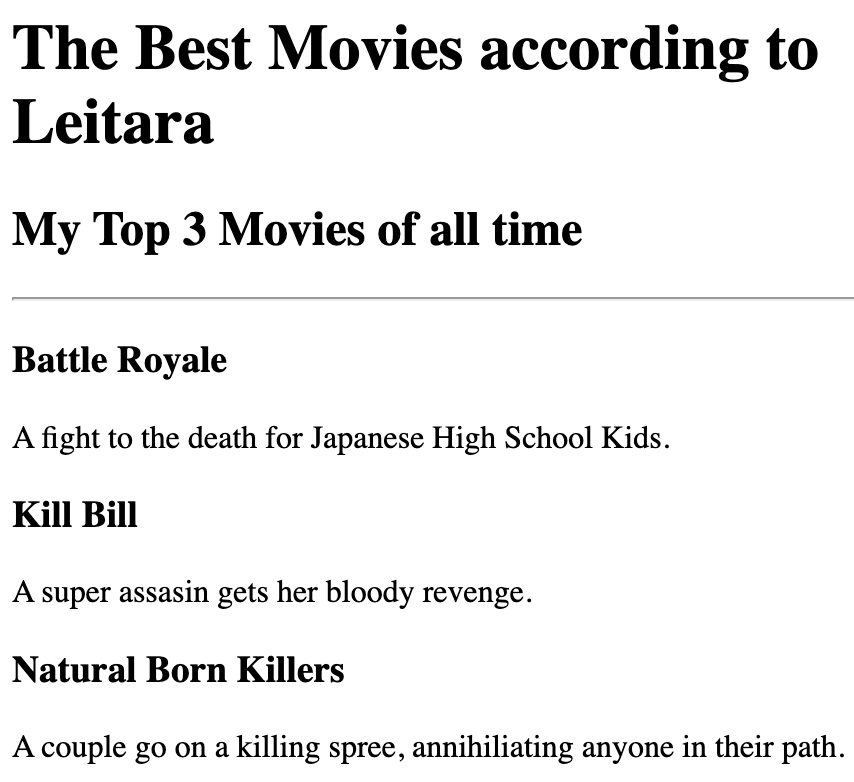 The Best Movies according to
Leitara
My Top 3 Movies of all time
Battle Royale
A fight to the death for Japanese High School Kids.
Kill Bill
A super assasin gets her bloody revenge.
Natural Born Killers
A couple go on a killing spree, annihiliating anyone in their path.